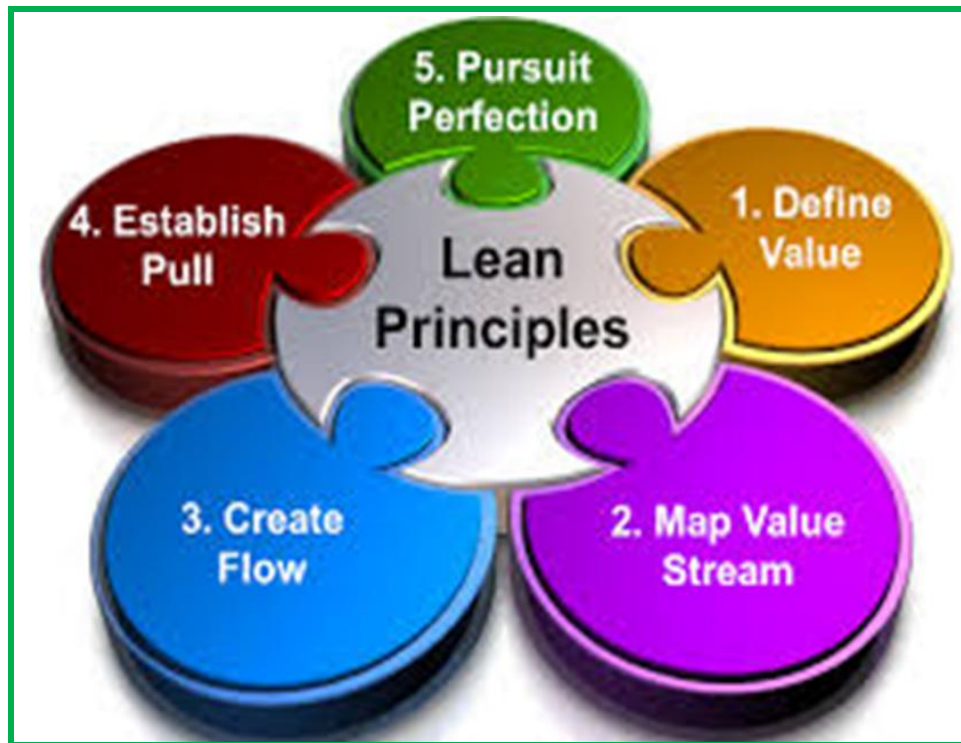 Lean
Principles
1. Define
Value
2. Map Value
Stream
3. Create
Flow
4. Establish
Pull
5. Pursuit
Perfection